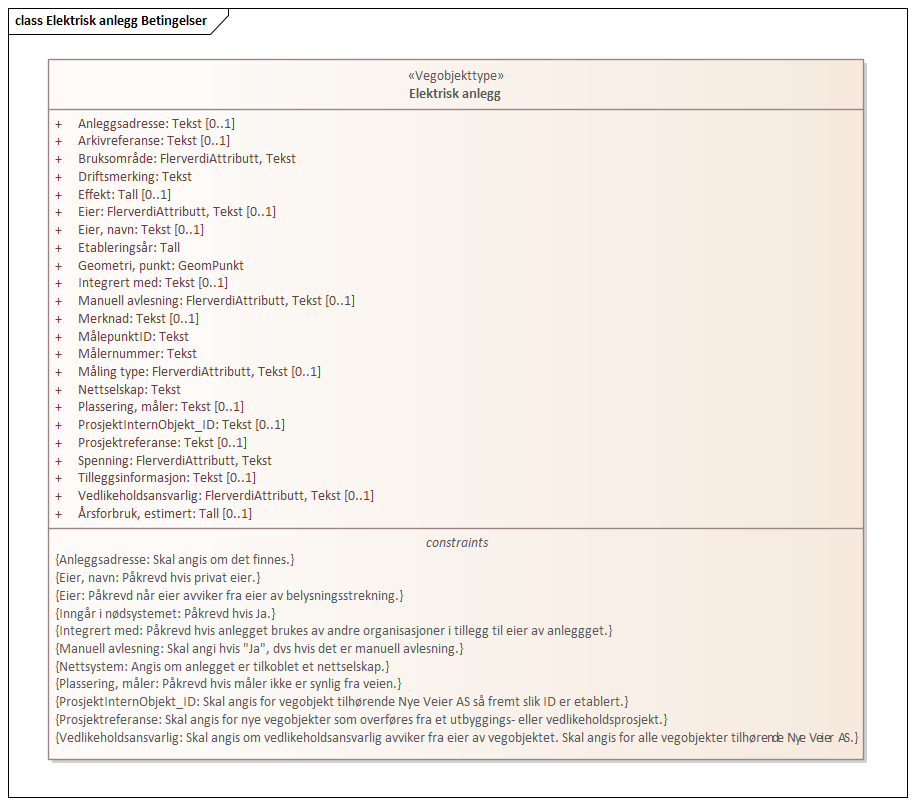 class Elektrisk anlegg Betingelser
«Vegobjekttype»
Elektrisk anlegg
+ Anleggsadresse: Tekst [0..1]
+ Arkivreferanse: Tekst [0..1]
+ Bruksområde: FlerverdiAttributt, Tekst
+ Driftsmerking: Tekst
+ Effekt: Tall [0..1]
+ Eier: FlerverdiAttributt, Tekst [0..1]
+ Eier, navn: Tekst [0..1]
+ Etableringsår: Tall
+ Geometri, punkt: GeomPunkt
+ Integrert med: Tekst [0..1]
+ Manuell avlesning: FlerverdiAttributt, Tekst [0..1]
+ Merknad: Tekst [0..1]
+ MålepunktID: Tekst
+ Målernummer: Tekst
+ Måling type: FlerverdiAttributt, Tekst [0..1]
+ Nettselskap: Tekst
+ Plassering, måler: Tekst [0..1]
+ ProsjektInternObjekt_ID: Tekst [0..1]
+ Prosjektreferanse: Tekst [0..1]
+ Spenning: FlerverdiAttributt, Tekst
+ Tilleggsinformasjon: Tekst [0..1]
+ Vedlikeholdsansvarlig: FlerverdiAttributt, Tekst [0..1]
+ Årsforbruk, estimert: Tall [0..1]
constraints
{Anleggsadresse: Skal angis om det finnes.}
{Eier, navn: Påkrevd hvis privat eier.}
{Eier: Påkrevd når eier avviker fra eier av belysningsstrekning.}
{Inngår i nødsystemet: Påkrevd hvis Ja.}
{Integrert med: Påkrevd hvis anlegget brukes av andre organisasjoner i tillegg til eier av anleggget.}
{Manuell avlesning: Skal angi hvis "Ja", dvs hvis det er manuell avlesning.}
{Nettsystem: Angis om anlegget er tilkoblet et nettselskap.}
{Plassering, måler: Påkrevd hvis måler ikke er synlig fra veien.}
{ProsjektInternObjekt_ID: Skal angis for vegobjekt tilhørende Nye Veier AS så fremt slik ID er etablert.}
{Prosjektreferanse: Skal angis for nye vegobjekter som overføres fra et utbyggings- eller vedlikeholdsprosjekt.}
{Vedlikeholdsansvarlig: Skal angis om vedlikeholdsansvarlig avviker fra eier av vegobjektet. Skal angis for alle vegobjekter tilhørende Nye Veier AS.}